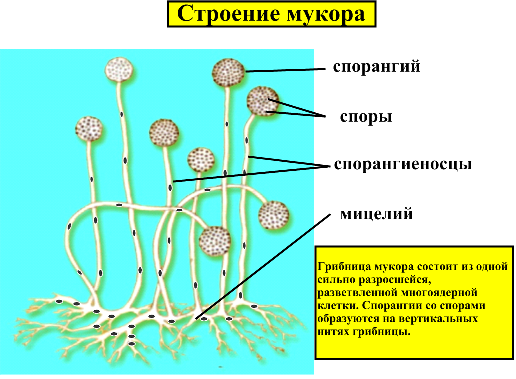 Строение мукора
спорангий
споры
спорангиеносцы
мицелий
Грибница мукора состоит из одной
сильно разросшейся,
развствленной многоядерной
клетки. Спорангии со спорами
образуются на вертикальных
нитях грибницы.